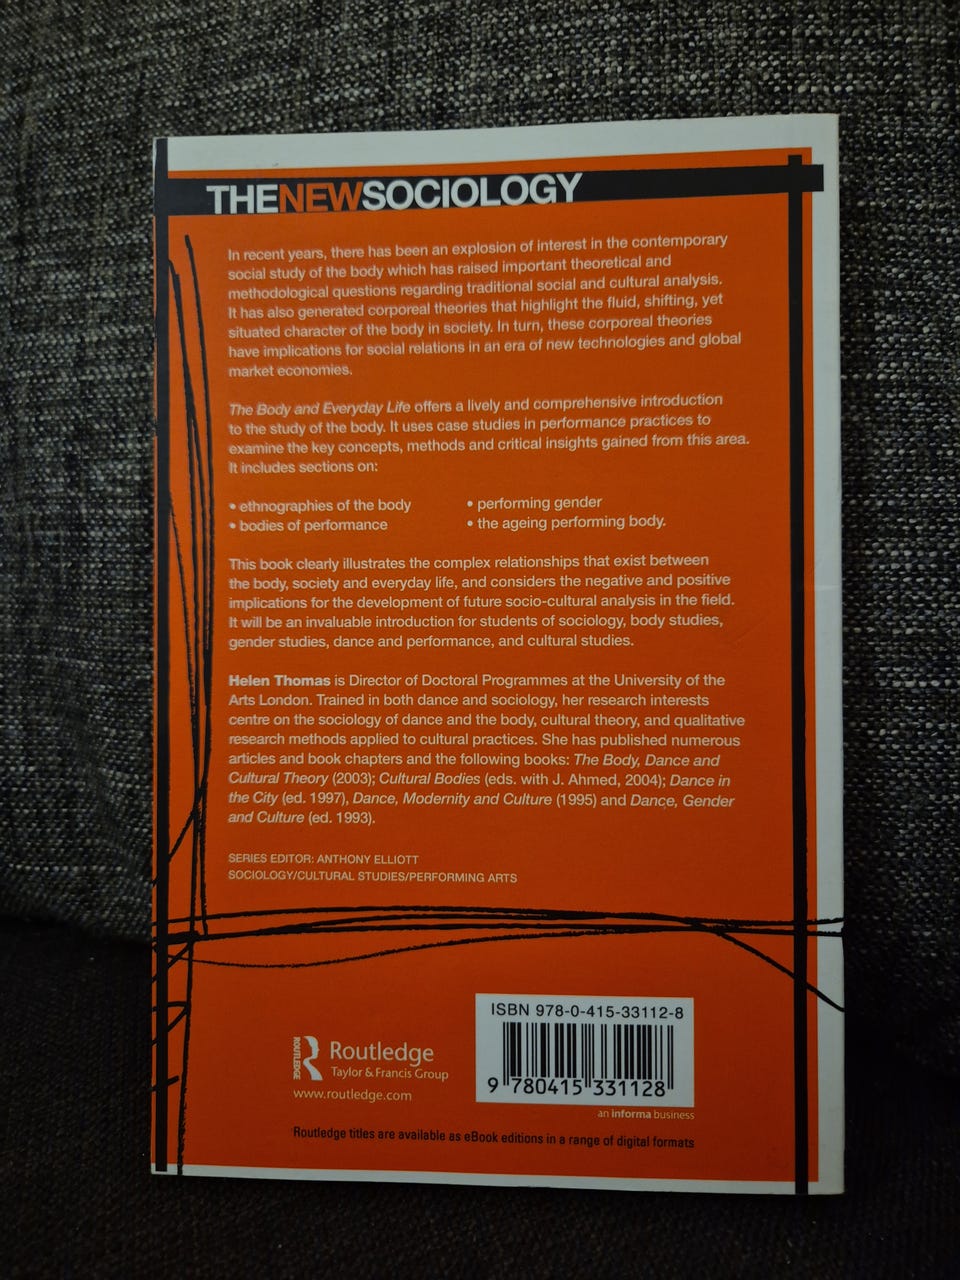 THENEWSOCIOLOGY
In recent years, there has been an explosion of interest in the contemporary
social study of the body which has raised important theoretical and
methodological questions regarding traditional social and cultural analysis.
It has also generated corporeal theories that highlight the fluid, shifting, yet
situated character of the body in society. In turn, these corporeal theories
have implications for social relations in an era of new technologies and global
market economies.
The Body and Everyday Life offers a lively and comprehensive introduction
to the study of the body. It uses case studies in performance practices to
examine the key concepts, methods and critical insights gained from this area.
It includes sections on:
• ethnographies of the body
• bodies of performance
• performing gender
• the ageing performing body.
This book clearly illustrates the complex relationships that exist between
the body, society and everyday life, and considers the negative and positive
implications for the development of future socio-cultural analysis in the field.
It will be an invaluable introduction for students of sociology, body studies,
gender studies, dance and performance, and cultural studies.
Helen Thomas is Director of Doctoral Programmes at the University of the
Arts London. Trained in both dance and sociology, her research interests
centre on the sociology of dance and the body, cultural theory, and qualitative
research methods applied to cultural practices. She has published numerous
articles and book chapters and the following books: The Body, Dance and
Cultural Theory (2003); Cultural Bodies (eds. with J. Ahmed, 2004); Dance in
the City (ed. 1997), Dance, Modernity and Culture (1995) and Dance, Gender
and Culture (ed. 1993).
SERIES EDITOR: ANTHONY ELLIOTT
SOCIOLOGY/CULTURAL STUDIES/PERFORMING ARTS
ISBN 978-0-415-33112-8
9 780415 331128
ROUTLEDGE
Routledge
Taylor & Francis Group
www.routledge.com
an informa business
Routledge titles are available as eBook editions in a range of digital formats